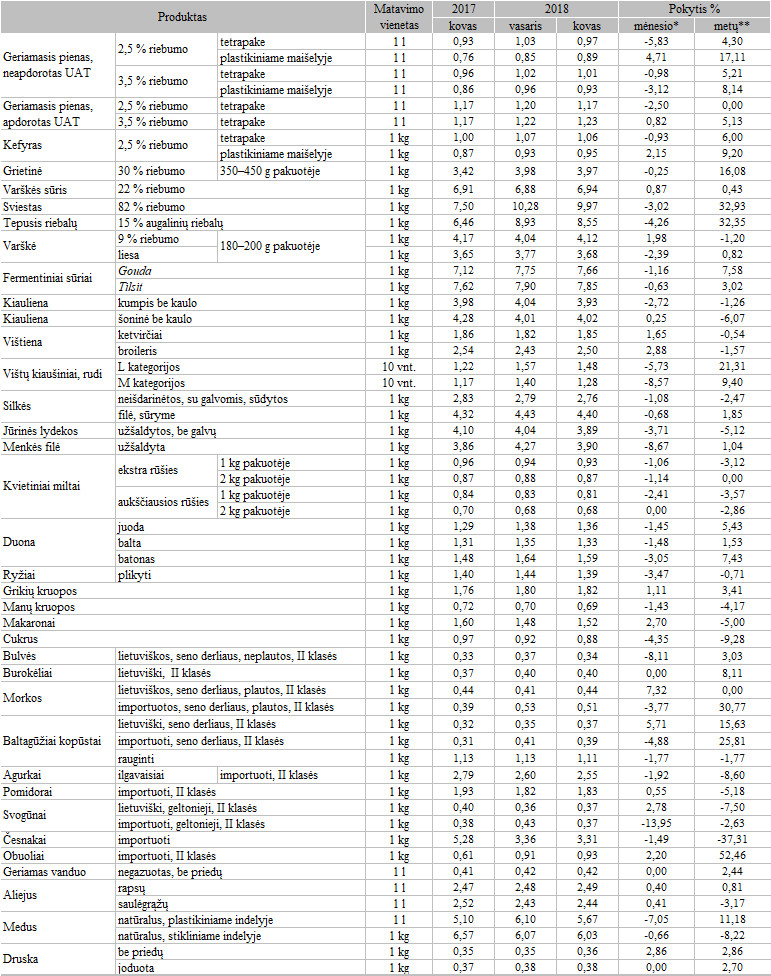 Produktas Matavimo vienetas 2017 2018 Pokytis %
kovas vasaris kovas mėnesio* metų**
Geriamasis pienas, neapdorotas UAT 2,5 % riebumo tetrapake 1 l 0,93 1,03 0,97 -5,83 4,30
plastikiniame maišelyje 1 l 0,76 0,85 0,89 4,71 17,11
3,5 % riebumo tetrapake 1 l 0,96 1,02 1,01 -0,98 5,21
plastikiniame maišelyje 1 l 0,86 0,96 0,93 -3,12 8,14
Geriamasis pienas, apdorotas UAT 2,5 % riebumo tetrapake 1 l 1,17 1,20 1,17 -2,50 0,00
3,5 % riebumo tetrapake 1 l 1,17 1,22 1,23 0,82 5,13
Kefyras 2,5 % riebumo tetrapake 1 kg 1,00 1,07 1,06 -0,93 6,00
plastikiniame maišelyje 1 kg 0,87 0,93 0,95 2,15 9,20
Grietinė 30 % riebumo 350–450 g pakuotėje 1 kg 3,42 3,98 3,97 -0,25 16,08
Varškės sūris 22 % riebumo 1 kg 6,91 6,88 6,94 0,87 0,43
Sviestas 82 % riebumo 1 kg 7,50 10,28 9,97 -3,02 32,93
Tepusis riebalų 15 % augalinių riebalų 1 kg 6,46 8,93 8,55 -4,26 32,35
Varškė 9 % riebumo 180–200 g pakuotėje 1 kg 4,17 4,04 4,12 1,98 -1,20
liesa 1 kg 3,65 3,77 3,68 -2,39 0,82
Fermentiniai sūriai Gouda 1 kg 7,12 7,75 7,66 -1,16 7,58
Tilsit 1 kg 7,62 7,90 7,85 -0,63 3,02
Kiauliena kumpis be kaulo 1 kg 3,98 4,04 3,93 -2,72 -1,26
Kiauliena šoninė be kaulo 1 kg 4,28 4,01 4,02 0,25 -6,07
Vištiena ketvirčiai 1 kg 1,86 1,82 1,85 1,65 -0,54
broileris 1 kg 2,54 2,43 2,50 2,88 -1,57
Vištų kiaušiniai, rudi L kategorijos 10 vnt. 1,22 1,57 1,48 -5,73 21,31
M kategorijos 10 vnt. 1,17 1,40 1,28 -8,57 9,40
Silkės neišdarinėtos, su galvomis, sūdytos 1 kg 2,83 2,79 2,76 -1,08 -2,47
filė, sūryme 1 kg 4,32 4,43 4,40 -0,68 1,85
Jūrinės lydekos užšaldytos, be galvų 1 kg 4,10 4,04 3,89 -3,71 -5,12
Menkės filė užšaldyta 1 kg 3,86 4,27 3,90 -8,67 1,04
Kvietiniai miltai ekstra rūšies 1 kg pakuotėje 1 kg 0,96 0,94 0,93 -1,06 -3,12
2 kg pakuotėje 1 kg 0,87 0,88 0,87 -1,14 0,00
aukščiausios rūšies 1 kg pakuotėje 1 kg 0,84 0,83 0,81 -2,41 -3,57
2 kg pakuotėje 1 kg 0,70 0,68 0,68 0,00 -2,86
Duona juoda 1 kg 1,29 1,38 1,36 -1,45 5,43
balta 1 kg 1,31 1,35 1,33 -1,48 1,53
batonas 1 kg 1,48 1,64 1,59 -3,05 7,43
Ryžiai plikyti 1 kg 1,40 1,44 1,39 -3,47 -0,71
Grikių kruopos 1 kg 1,76 1,80 1,82 1,11 3,41
Manų kruopos 1 kg 0,72 0,70 0,69 -1,43 -4,17
Makaronai 1 kg 1,60 1,48 1,52 2,70 -5,00
Cukrus 1 kg 0,97 0,92 0,88 -4,35 -9,28
Bulvės lietuviškos, seno derliaus, neplautos, II klasės 1 kg 0,33 0,37 0,34 -8,11 3,03
Burokėliai lietuviški, II klasės 1 kg 0,37 0,40 0,40 0,00 8,11
Morkos lietuviškos, seno derliaus, plautos, II klasės 1 kg 0,44 0,41 0,44 7,32 0,00
importuotos, seno derliaus, plautos, II klasės 1 kg 0,39 0,53 0,51 -3,77 30,77
Baltagūžiai kopūstai lietuviški, seno derliaus, II klasės 1 kg 0,32 0,35 0,37 5,71 15,63
importuoti, seno derliaus, II klasės 1 kg 0,31 0,41 0,39 -4,88 25,81
rauginti 1 kg 1,13 1,13 1,11 -1,77 -1,77
Agurkai ilgavaisiai importuoti, II klasės 1 kg 2,79 2,60 2,55 -1,92 -8,60
Pomidorai importuoti, II klasės 1 kg 1,93 1,82 1,83 0,55 -5,18
Svogūnai lietuviški, geltonieji, II klasės 1 kg 0,40 0,36 0,37 2,78 -7,50
importuoti, geltonieji, II klasės 1 kg 0,38 0,43 0,37 -13,95 -2,63
Česnakai importuoti 1 kg 5,28 3,36 3,31 -1,49 -37,31
Obuoliai importuoti, II klasės 1 kg 0,61 0,91 0,93 2,20 52,46
Geriamas vanduo negazuotas, be priedų 1 l 0,41 0,42 0,42 0,00 2,44
Aliejus rapsų 1 l 2,47 2,48 2,49 0,40 0,81
saulėgrąžų 1 l 2,52 2,43 2,44 0,41 -3,17
Medus natūralus, plastikiniame indelyje 1 l 5,10 6,10 5,67 -7,05 11,18
natūralus, stikliniame indelyje 1 kg 6,57 6,07 6,03 -0,66 -8,22
Druska be priedų 1 kg 0,35 0,35 0,36 2,86 2,86
joduota 1 kg 0,37 0,38 0,38 0,00 2,70